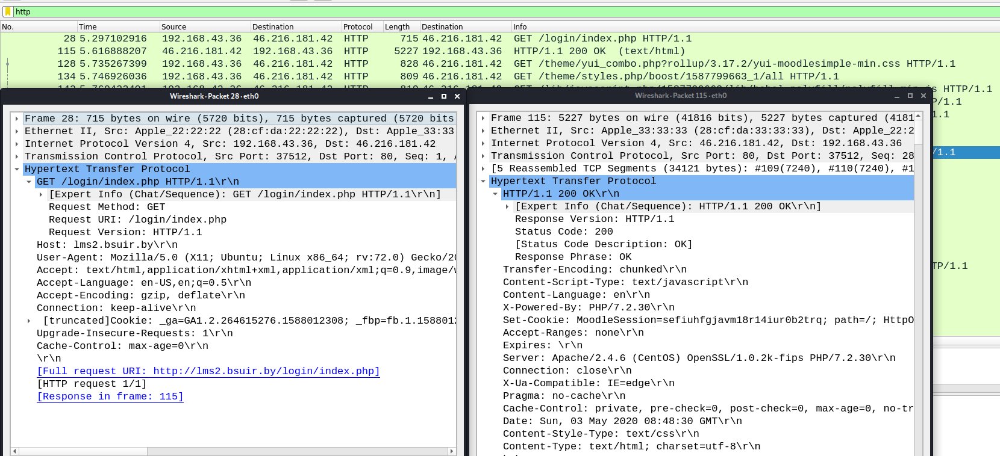 http
No. Time Source Destination Protocol Length Destination Info
28 5.297102916 192.168.43.36 46.216.181.42 HTTP 715 46.216.181.42 GET /login/index.php HTTP/1.1
115 5.616888207 46.216.181.42 192.168.43.36 HTTP 5227 192.168.43.36 HTTP/1.1 200 OK  (text/html)
128 5.735267399 192.168.43.36 46.216.181.42 HTTP 828 46.216.181.42 GET /theme/yui_combo.php?rollup/3.17.2/yui-moodlesimple-min.css HTTP/1.1
134 5.746926036 192.168.43.36 46.216.181.42 HTTP 809 46.216.181.42 GET /theme/styles.php/boost/1587799663_1/all HTTP/1.1
HTTP/1.1
P/1.1
1.1
/1.1
TP/1.1
Wireshark·Packet 28·eth0
Frame 28: 715 bytes on wire (5720 bits), 715 bytes captured (5720 bits
Ethernet II, Src: Apple_22:22:22 (28:cf:da:22:22:22), Dst: Apple_33:33
Internet Protocol Version 4, Src: 192.168.43.36, Dst: 46.216.181.42
Transmission Control Protocol, Src Port: 37512, Dst Port: 80, Seq: 1,
Hypertext Transfer Protocol
GET /login/index.php HTTP/1.1\r\n
[Expert Info (Chat/Sequence): GET /login/index.php HTTP/1.1\r\n]
Request Method: GET
Request URI: /login/index.php
Request Version: HTTP/1.1
Host: lms2.bsuir.by\r\n
User-Agent: Mozilla/5.0 (X11; Ubuntu; Linux x86_64; rv:72.0) Gecko/20
Accept: text/html,application/xhtml+xml,application/xml;q=0.9,image/w
Accept-Language: en-US,en;q=0.5\r\n
Accept-Encoding: gzip, deflate\r\n
Connection: keep-alive\r\n
[truncated]Cookie: _ga=GA1.2.264615276.1588012308; _fbp=fb.1.1588012
Upgrade-Insecure-Requests: 1\r\n
Cache-Control: max-age=0\r\n
\r\n
[Full request URI: http://lms2.bsuir.by/login/index.php]
[HTTP request 1/1]
[Response in frame: 115]
Wireshark·Packet 115·eth0
Frame 115: 5227 bytes on wire (41816 bits), 5227 bytes captured (4181
Ethernet II, Src: Apple_33:33:33 (28:cf:da:33:33:33), Dst: Apple_22:2
Internet Protocol Version 4, Src: 46.216.181.42, Dst: 192.168.43.36
Transmission Control Protocol, Src Port: 80, Dst Port: 37512, Seq: 28
[5 Reassembled TCP Segments (34121 bytes): #109(7240), #110(7240), #1
Hypertext Transfer Protocol
HTTP/1.1 200 OK\r\n
[Expert Info (Chat/Sequence): HTTP/1.1 200 OK\r\n]
Response Version: HTTP/1.1
Status Code: 200
[Status Code Description: OK]
Response Phrase: OK
Transfer-Encoding: chunked\r\n
Content-Script-Type: text/javascript\r\n
Content-Language: en\r\n
X-Powered-By: PHP/7.2.30\r\n
Set-Cookie: MoodleSession=sefiuhfgjavm18r14iur0b2trq; path=/; HttpO
Accept-Ranges: none\r\n
Expires: \r\n
Server: Apache/2.4.6 (CentOS) OpenSSL/1.0.2k-fips PHP/7.2.30\r\n
Connection: close\r\n
X-Ua-Compatible: IE=edge\r\n
Pragma: no-cache\r\n
Cache-Control: private, pre-check=0, post-check=0, max-age=0, no-tr
Date: Sun, 03 May 2020 08:48:30 GMT\r\n
Content-Style-Type: text/css\r\n
Content-Type: text/html; charset=utf-8\r\n